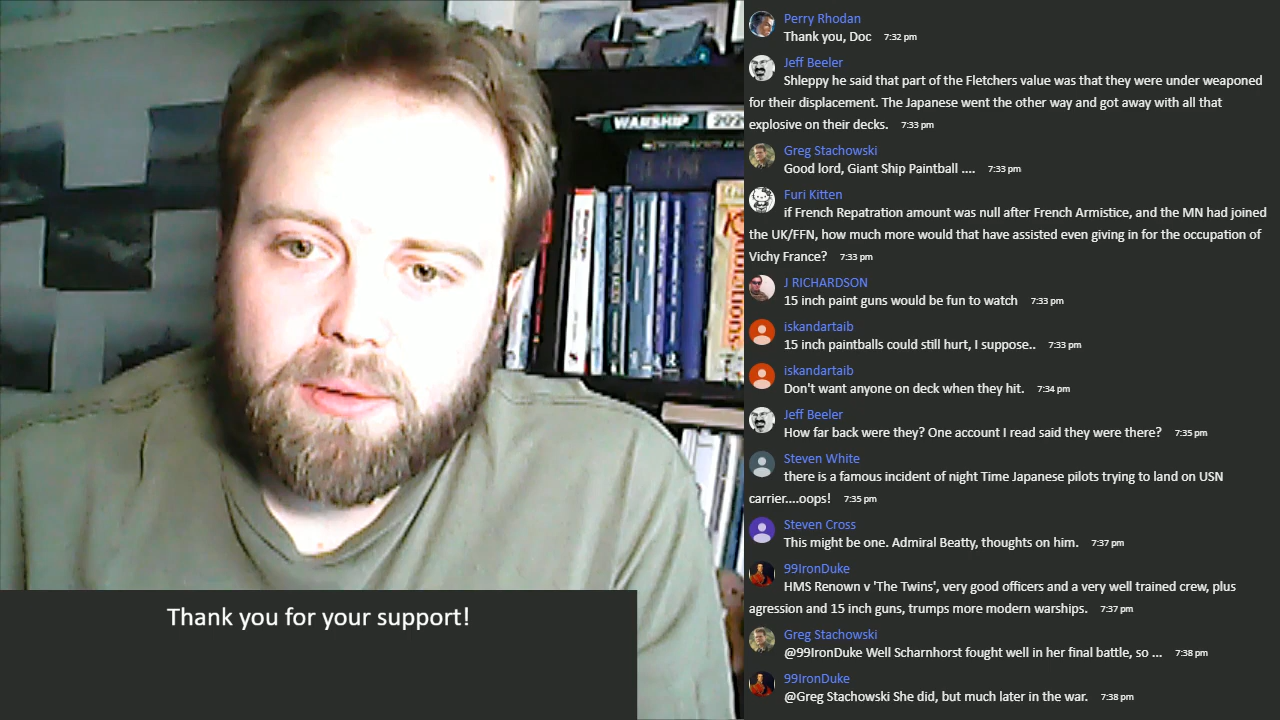 WARSHIP 202
Quotations
Thank you for your support!
Perry Rhodan
Thank you, Doc 7:32 pm
Jeff Beeler
Shleppy he said that part of the Fletchers value was that they were under weaponed
for their displacement. The Japanese went the other way and got away with all that
explosive on their decks. 7:33 pm
Greg Stachowski
Good lord, Giant Ship Paintball .... 7:33 pm
Furi Kitten
if French Repatration amount was null after French Armistice, and the MN had joined
the UK/FFN, how much more would that have assisted even giving in for the occupation of
Vichy France? 7:33 pm
J RICHARDSON
15 inch paint guns would be fun to watch 7:33 pm
iskandartaib
15 inch paintballs could still hurt, I suppose.. 7:33 pm
iskandartaib
Don't want anyone on deck when they hit. 7:34 pm
Jeff Beeler
How far back were they? One account I read said they were there? 7:35 pm
Steven White
there is a famous incident of night Time Japanese pilots trying to land on USN
carrier....oops! 7:35 pm
Steven Cross
This might be one. Admiral Beatty, thoughts on him. 7:37 pm
99IronDuke
HMS Renown v 'The Twins', very good officers and a very well trained crew, plus
agression and 15 inch guns, trumps more modern warships. 7:37 pm
Greg Stachowski
@99IronDuke Well Scharnhorst fought well in her final battle, so ... 7:38 pm
99IronDuke
@Greg Stachowski She did, but much later in the war. 7:38 pm